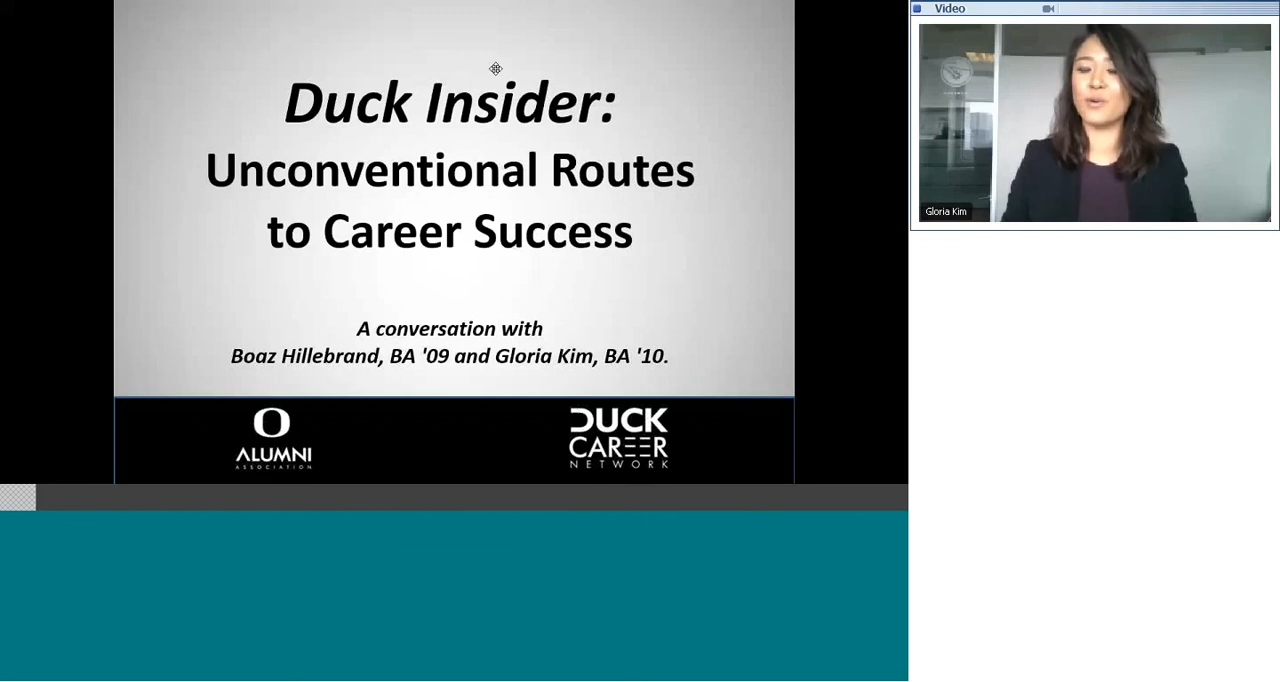 Duck Insider:
Unconventional Routes
to Career Success
A conversation with
Boaz Hillebrand, BA '09 and Gloria Kim, BA '10.
O
ALUMNI
ASSOCIATION
DUCK
CAREER
NETWORK
Video
Gloria Kim